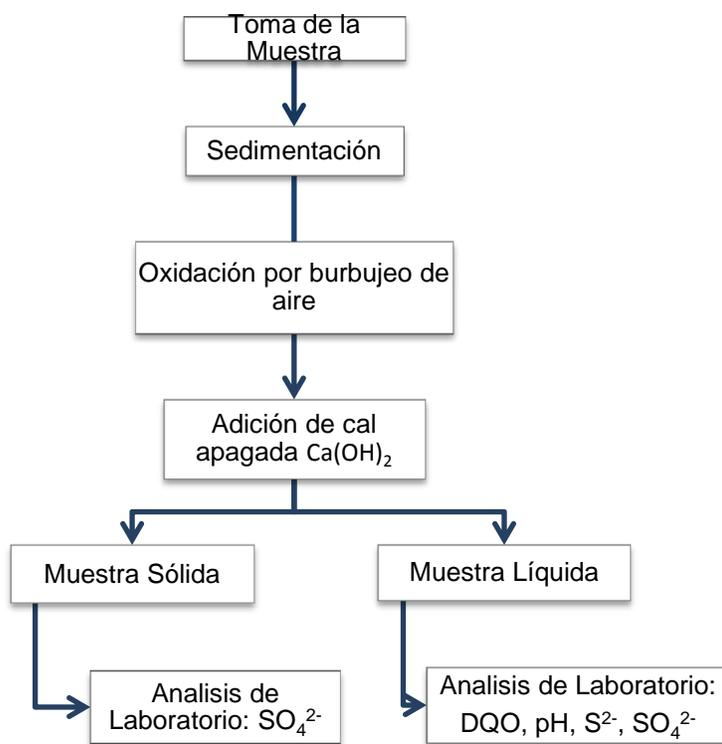 Toma de la
Muestra
Sedimentación
Oxidación por burbujeo de
aire
Adición de cal
apagada Ca(OH)₂
Muestra Sólida
Muestra Líquida
Analisis de
Laboratorio: SO₄²⁻
Analisis de Laboratorio:
DQO, pH, S²⁻, SO₄²⁻